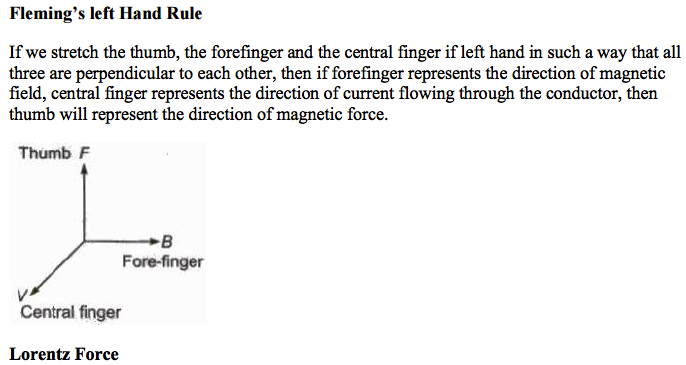 Fleming’s left Hand Rule
If we stretch the thumb, the forefinger and the central finger if left hand in such a way that all
three are perpendicular to each other, then if forefinger represents the direction of magnetic
field, central finger represents the direction of current flowing through the conductor, then
thumb will represent the direction of magnetic force.
Thumb F
B
Fore-finger
V
Central finger
Lorentz Force